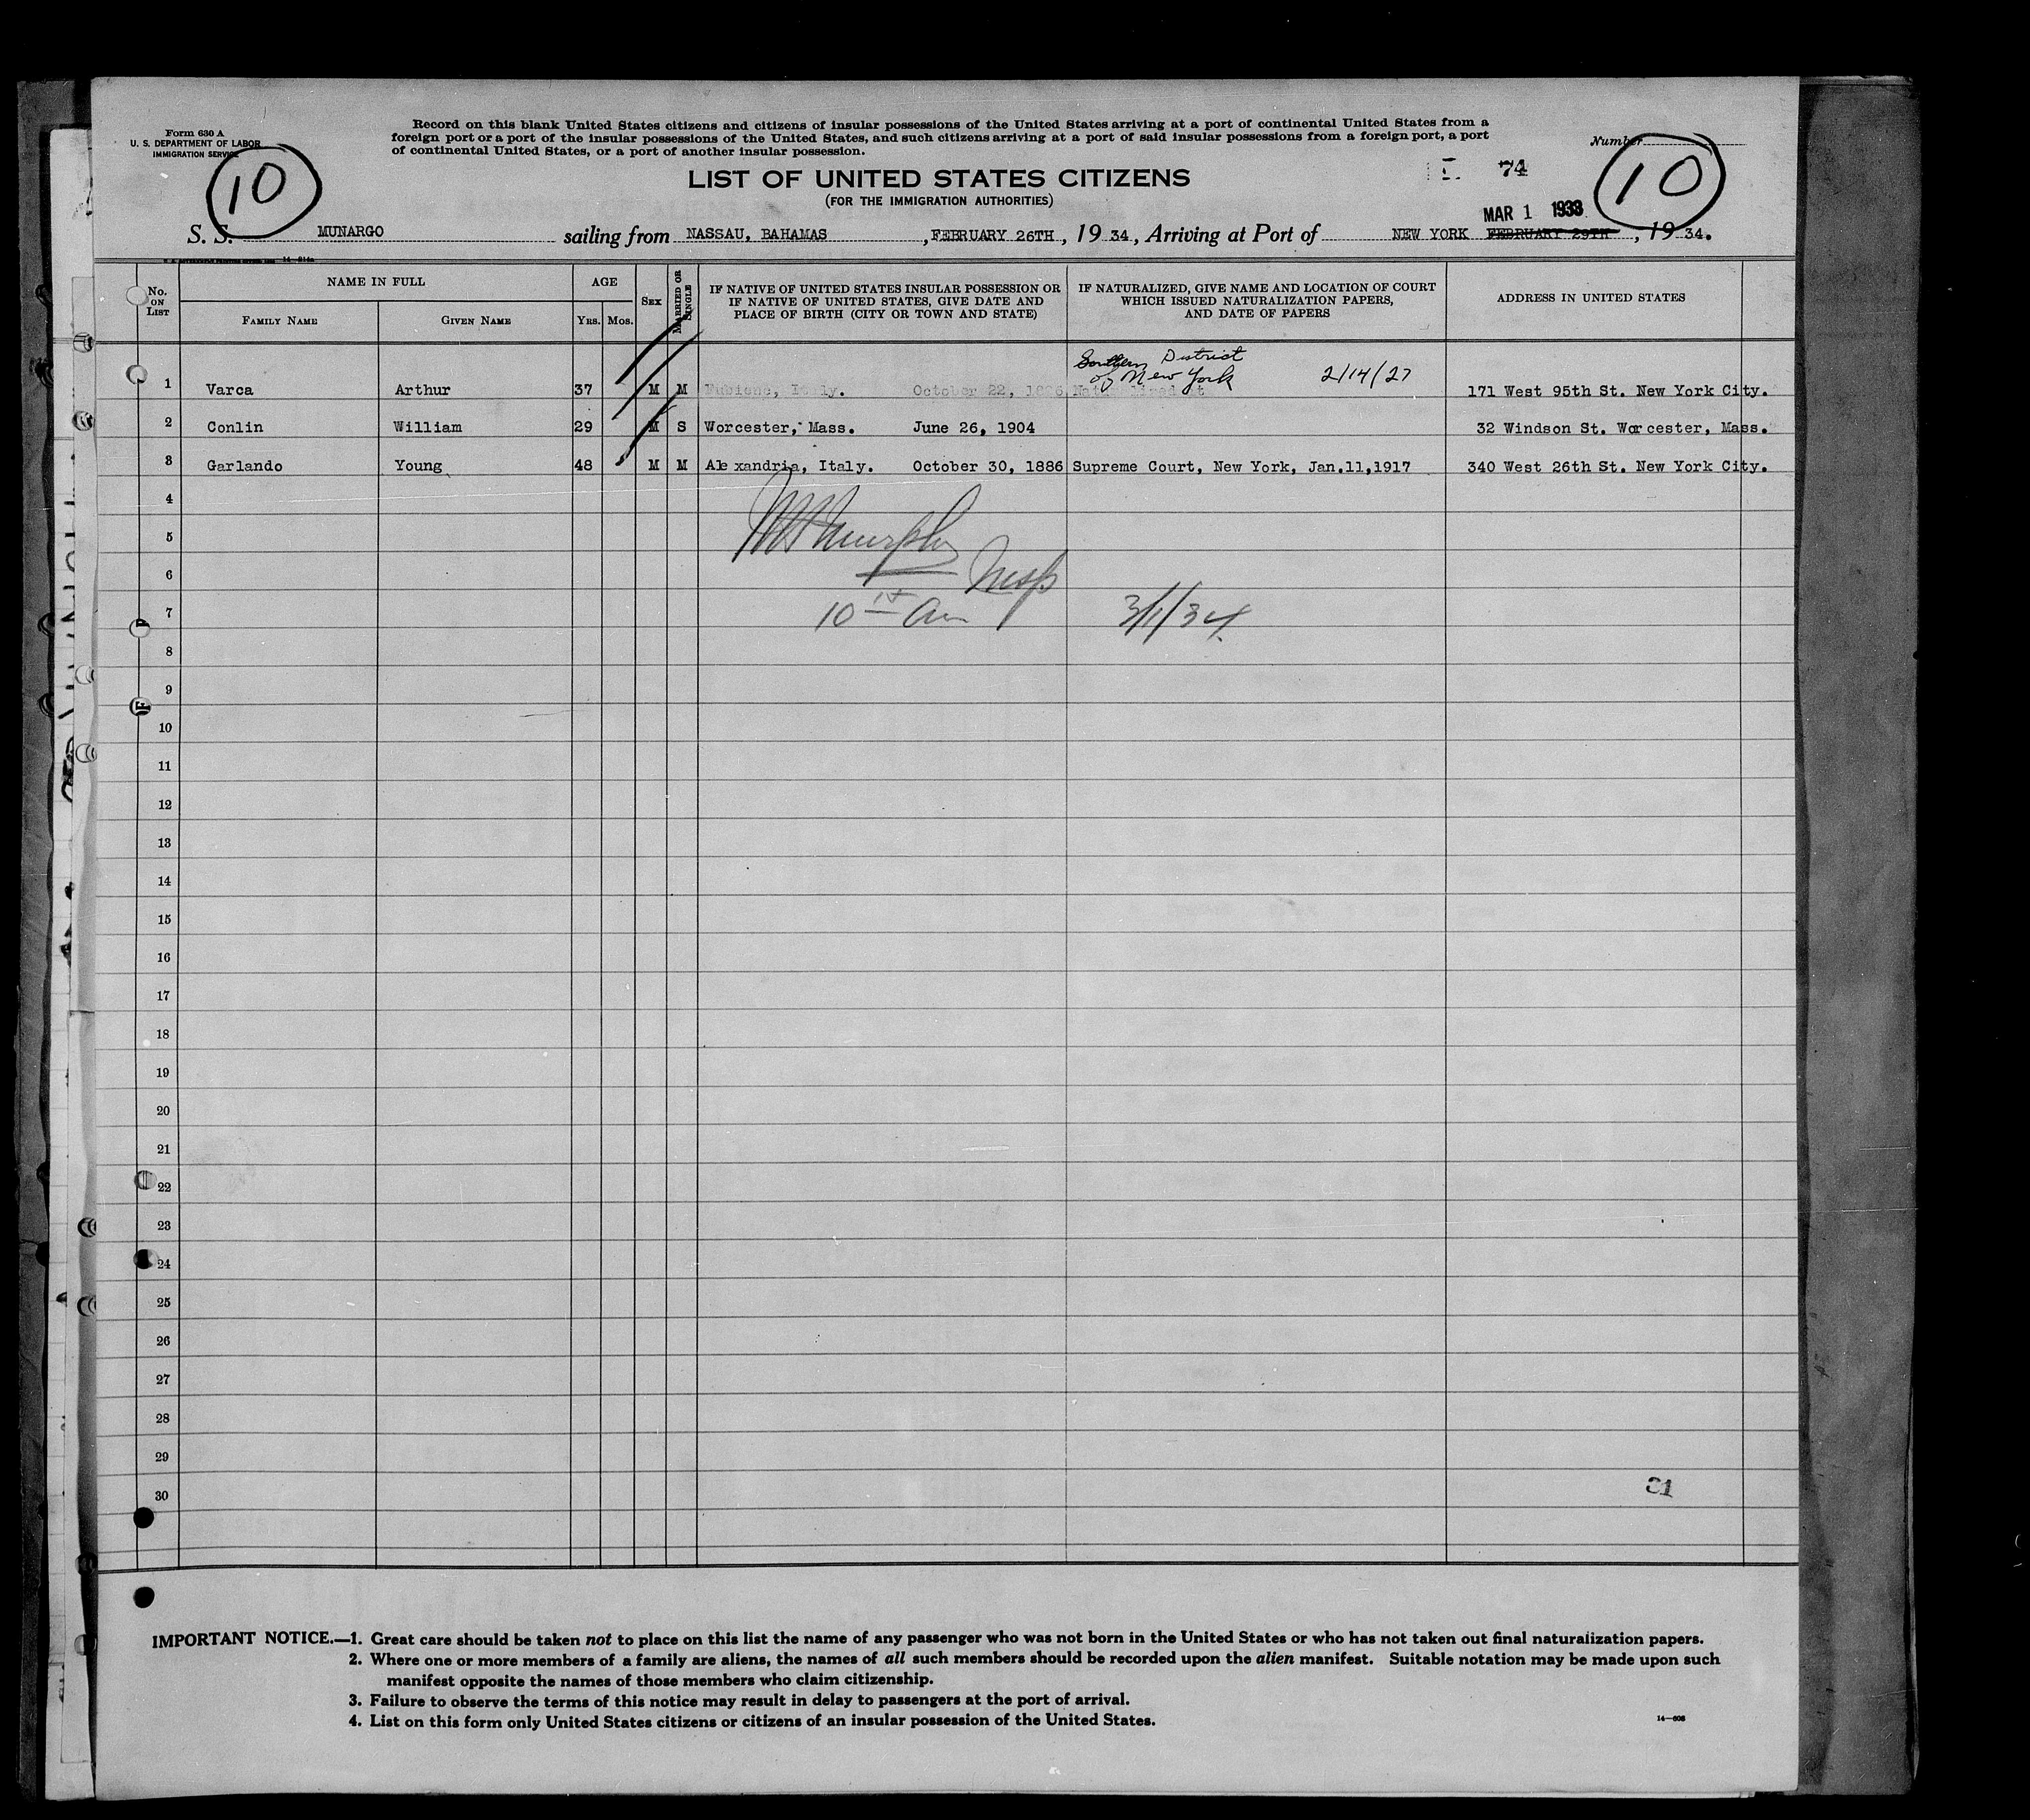 Form 630 A
U. S. DEPARTMENT OF LABOR
IMMIGRATION SERVICE
10
Record on this blank United States citizens and citizens of insular possessions of the United States arriving at a port of continental United States from a
foreign port or a port of the insular possessions of the United States, and such citizens arriving at a port of said insular possessions from a foreign port, a port
of continental United States, or a port of another insular possession.
Number
10
LIST OF UNITED STATES CITIZENS
(FOR THE IMMIGRATION AUTHORITIES)
74
MAR 1 1933
S. S. MUNARGO sailing from NASSAU, BAHAMAS, FEBRUARY 26TH, 19 34, Arriving at Port of NEW YORK FEBRUARY 29TH, 19 34.
No. ON LIST
NAME IN FULL
FAMILY NAME
GIVEN NAME
AGE
YRS. MOS.
SEX
MARRIED OR SINGLE
IF NATIVE OF UNITED STATES INSULAR POSSESSION OR
IF NATIVE OF UNITED STATES, GIVE DATE AND
PLACE OF BIRTH (CITY OR TOWN AND STATE)
IF NATURALIZED, GIVE NAME AND LOCATION OF COURT
WHICH ISSUED NATURALIZATION PAPERS,
AND DATE OF PAPERS
ADDRESS IN UNITED STATES
Southern District
of New York 2/14/27
1 Varca Arthur 37 M M Italy. October 22, 171 West 95th St. New York City.
2 Conlin William 29 M S Worcester, Mass. June 26, 1904 32 Windson St. Worcester, Mass.
3 Garlando Young 48 M M Alexandria, Italy. October 30, 1886 Supreme Court, New York, Jan.11,1917 340 West 26th St. New York City.
4
5 Murphy
6 Insp
7 10 Am 3/1/34
8
9
10
11
12
13
14
15
16
17
18
19
20
21
22
23
24
25
26
27
28
29
30
IMPORTANT NOTICE.—1. Great care should be taken not to place on this list the name of any passenger who was not born in the United States or who has not taken out final naturalization papers.
2. Where one or more members of a family are aliens, the names of all such members should be recorded upon the alien manifest. Suitable notation may be made upon such
manifest opposite the names of those members who claim citizenship.
3. Failure to observe the terms of this notice may result in delay to passengers at the port of arrival.
4. List on this form only United States citizens or citizens of an insular possession of the United States.
14—608